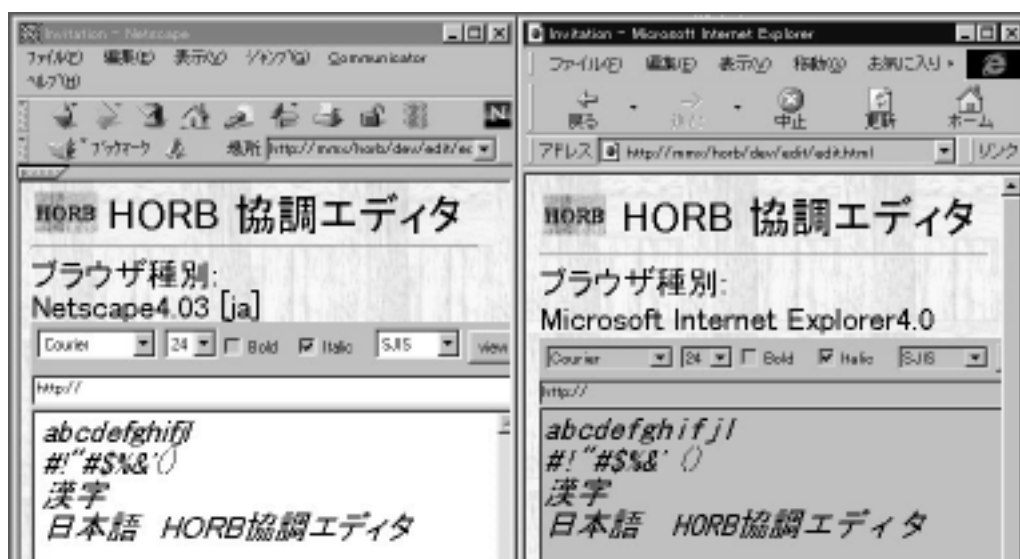 Invitation - Netscape
ファイル(F) 編集(E) 表示(V) ジャンプ(G) Communicator
ヘルプ(H)
N
ブックマーク 場所 http://mmx/horb/dev/edit/ec
HORB HORB 協調エディタ
ブラウザ種別:
Netscape4.03 [ja]
Courier 24 Bold Italic SJIS view
http://
abcdefghifjl
#!"#$%&'()
漢字
日本語 HORB協調エディタ
Invitation - Microsoft Internet Explorer
ファイル(F) 編集(E) 表示(V) 移動(G) お気に入り
戻る 中止 更新 ホーム
アドレス http://mmx/horb/dev/edit/edit.html リンク
HORB HORB 協調エディタ
ブラウザ種別:
Microsoft Internet Explorer4.0
Courier 24 Bold Italic SJIS
http://
abcdefghifjl
#!"#$%&' ()
漢字
日本語 HORB協調エディタ